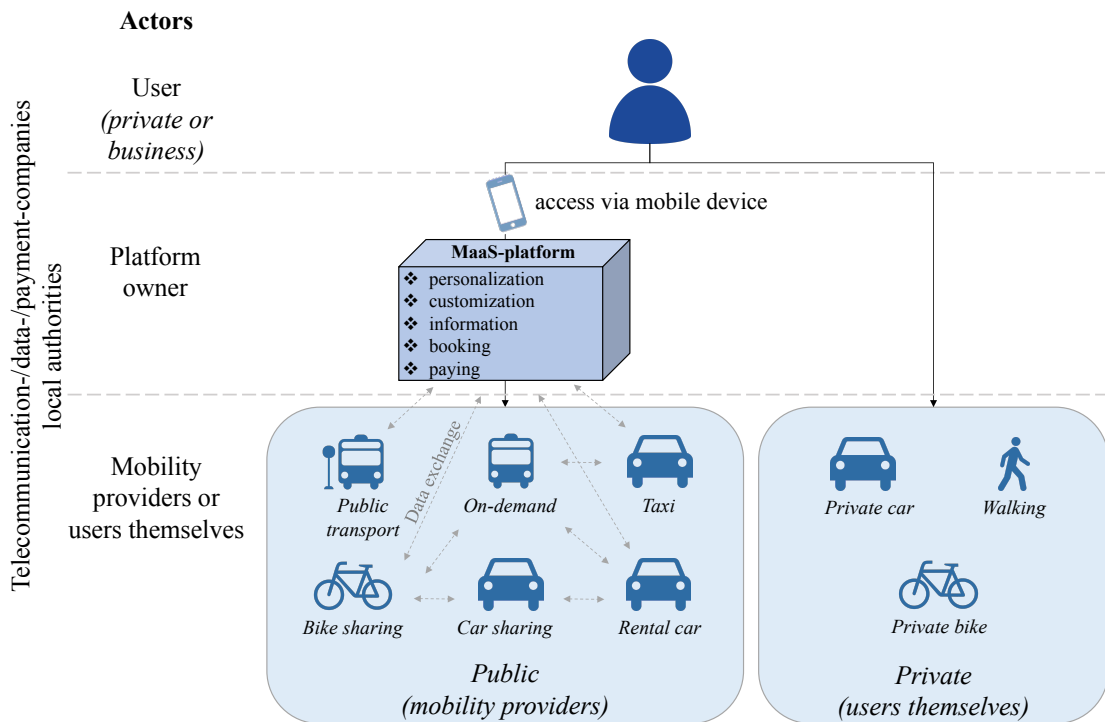 Actors
User
(private or
business)
Telecommunication-/data-/payment-companies
local authorities
access via mobile device
Platform
owner
MaaS-platform
❖ personalization
❖ customization
❖ information
❖ booking
❖ paying
Mobility
providers or
users themselves
Data exchange
Public
transport
On-demand
Taxi
Bike sharing
Car sharing
Rental car
Public
(mobility providers)
Private car
Walking
Private bike
Private
(users themselves)